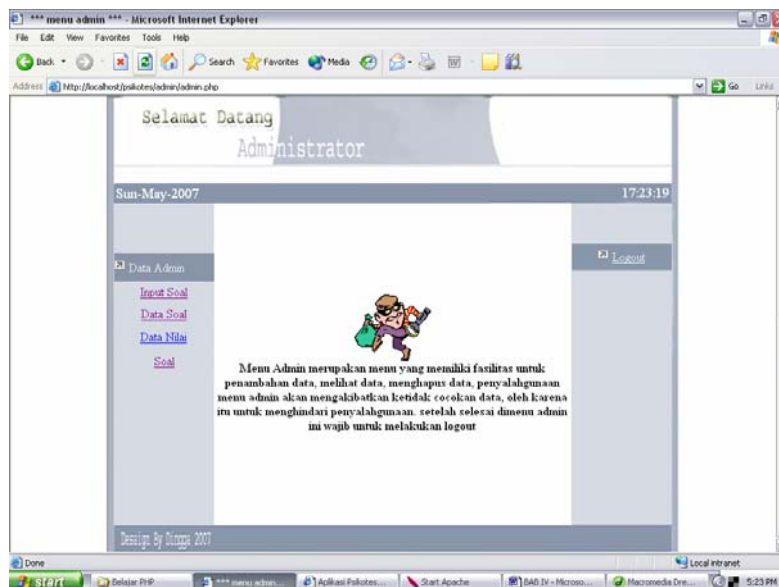 *** menu admin *** - Microsoft Internet Explorer
File Edit View Favorites Tools Help
Back Search Favorites Media
Address http://localhost/psikotes/admin/admin.php Go Links
Selamat Datang
Administrator
Sun-May-2007 17:23:19
Data Admin
Logout
Input Soal
Data Soal
Data Nilai
Soal
Menu Admin merupakan menu yang memiliki fasilitas untuk
penambahan data, melihat data, menghapus data, penyalahgunaan
menu admin akan mengakibatkan ketidak cocokan data, oleh karena
itu untuk menghindari penyalahgunaan. setelah selesai dimenu admin
ini wajib untuk melakukan logout
Design By Dingga 2007
Done Local intranet
start Belajar PHP *** menu admn... Aplikasi Psikotes... Start Apache BAB IV - Microso... Macromedia Dre... 5:23 PM